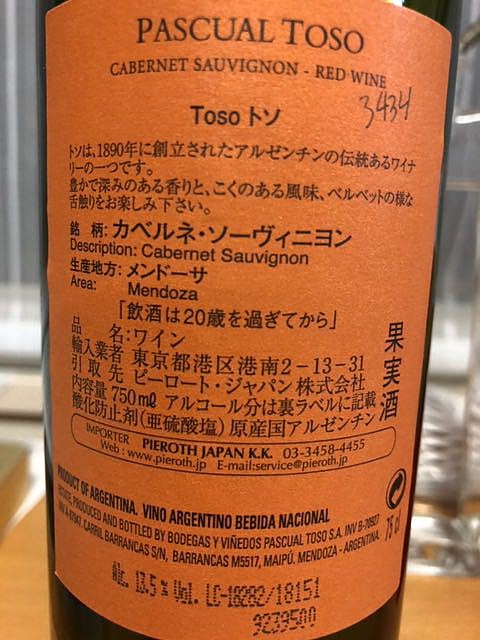 PASCUAL TOSO
CABERNET SAUVIGNON - RED WINE
3434
Toso トソ
トソは、1890年に創立されたアルゼンチンの伝統あるワイナ
リーの一つです。
豊かで深みのある香りと、こくのある風味、ベルベットの様な
舌触りをお楽しみ下さい。
銘 柄：カベルネ・ソーヴィニヨン
Description: Cabernet Sauvignon
生産地方：メンドーサ
Area: Mendoza
「飲酒は20歳を過ぎてから」
品 名：ワイン
輸入業者 東京都港区港南2-13-31
引取先 ピーロート・ジャパン株式会社
内容量 750㎖ アルコール分は裏ラベルに記載
酸化防止剤(亜硫酸塩) 原産国アルゼンチン
果実酒
IMPORTER PIEROTH JAPAN K.K. 03-3458-4455
Web : www.pieroth.jp E-mail:service@pieroth.jp
PRODUCT OF ARGENTINA. VINO ARGENTINO BEBIDA NACIONAL
ESTATE, PRODUCED AND BOTTLED BY BODEGAS Y VIÑEDOS PASCUAL TOSO S.A. INV B-70927
INV A-47847. CARRIL BARRANCAS S/N, BARRANCAS M5517, MAIPÚ. MENDOZA - ARGENTINA.
75 cl
Alc. 13.5% Vol. LC-18292/18151
9239500